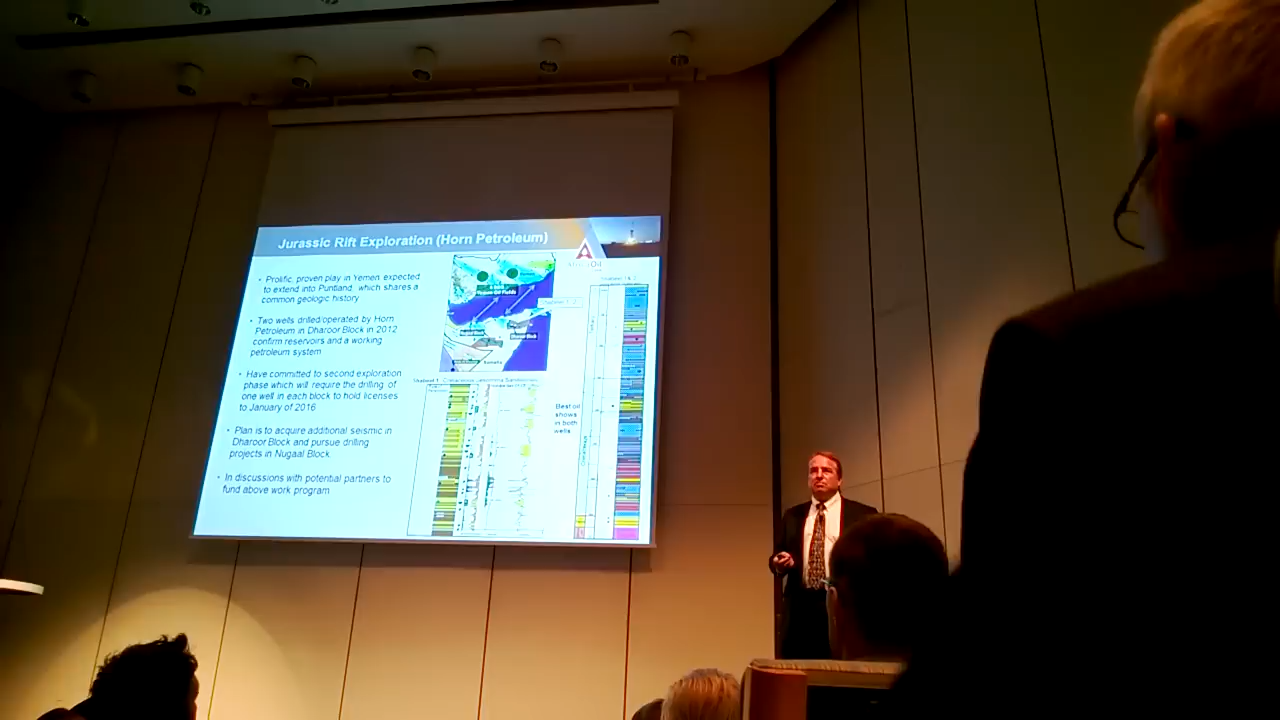 Jurassic Rift Exploration (Horn Petroleum)
• Prolific, proven play in Yemen expected
to extend into Puntland, which shares a
common geologic history
• Two wells drilled/operated by Horn
Petroleum in Dharoor Block in 2012
confirm reservoirs and a working
petroleum system
• Have committed to second exploration
phase which will require the drilling of
one well in each block to hold licenses
to January of 2016
• Plan is to acquire additional seismic in
Dharoor Block and pursue drilling
projects in Nugaal Block
• In discussions with potential partners to
fund above work program
Best oil
shows
in both
wells